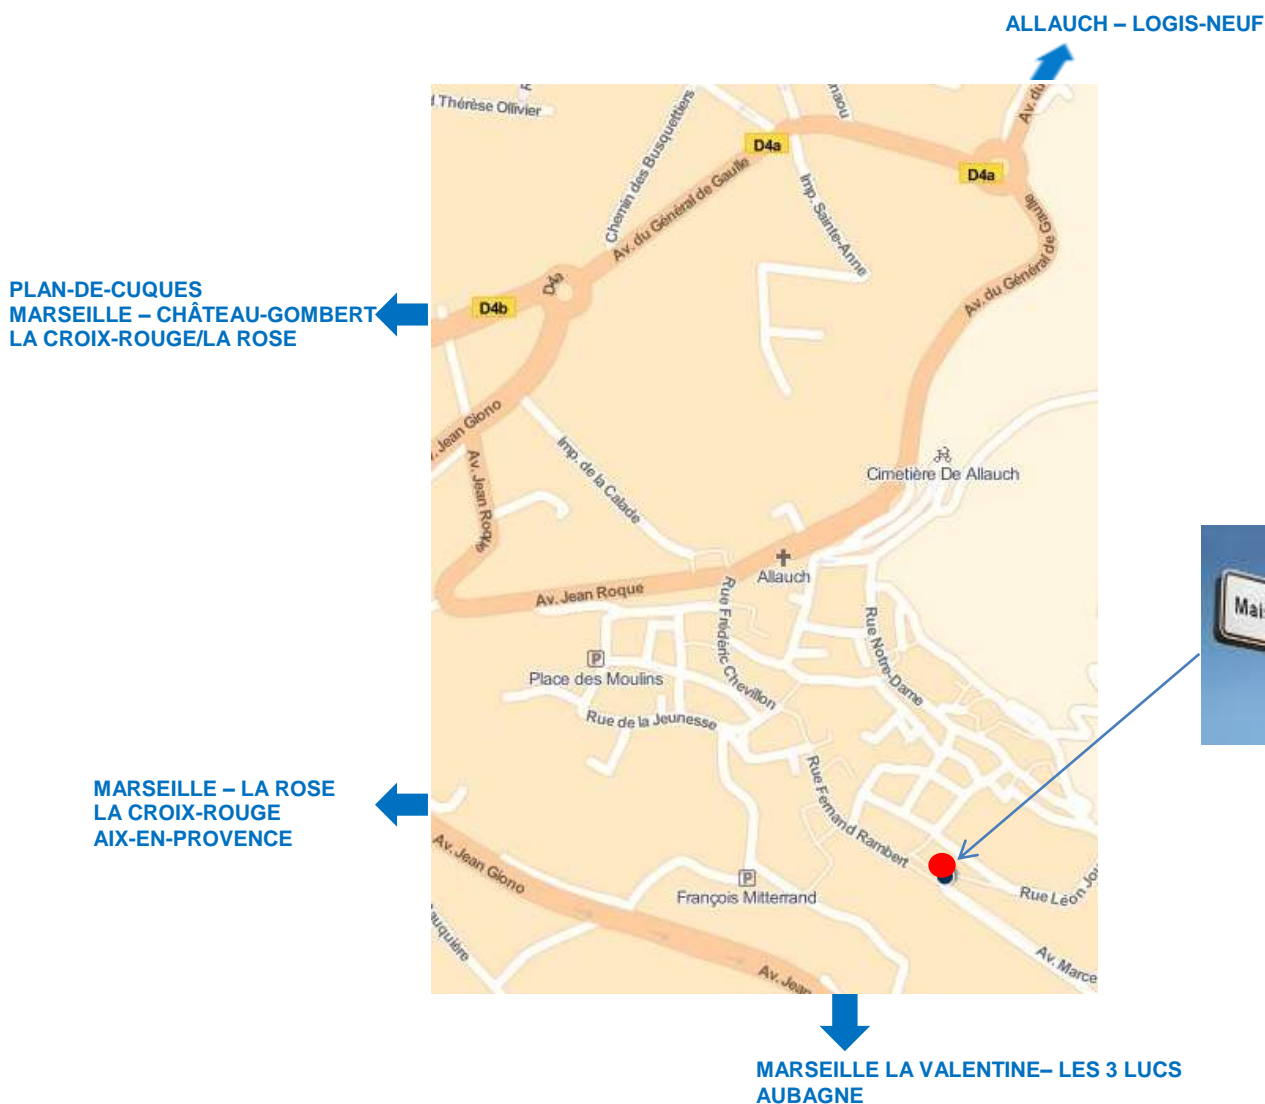 ALLAUCH – LOGIS-NEUF
Thérèse Ollivier
Chemin des Busquettiers
D4a
Av. du Général de Gaulle
Imp. Sainte-Anne
D4a
Av. du
Av. du Général de Gaulle
PLAN-DE-CUQUES
MARSEILLE – CHÂTEAU-GOMBERT
LA CROIX-ROUGE/LA ROSE
D4b
D4a
Jean Giono
Av. Jean Roque
Imp. de la Calade
Cimetière De Allauch
Allauch
Av. Jean Roque
Rue Frédéric Chevillon
Rue Notre-Dame
P
Place des Moulins
Rue de la Jeunesse
MARSEILLE – LA ROSE
LA CROIX-ROUGE
AIX-EN-PROVENCE
Rue Fernand Rambert
Av. Jean Giono
P
François Mitterrand
Rue Léon
Av. Marce
Av. Jean
MARSEILLE LA VALENTINE– LES 3 LUCS
AUBAGNE